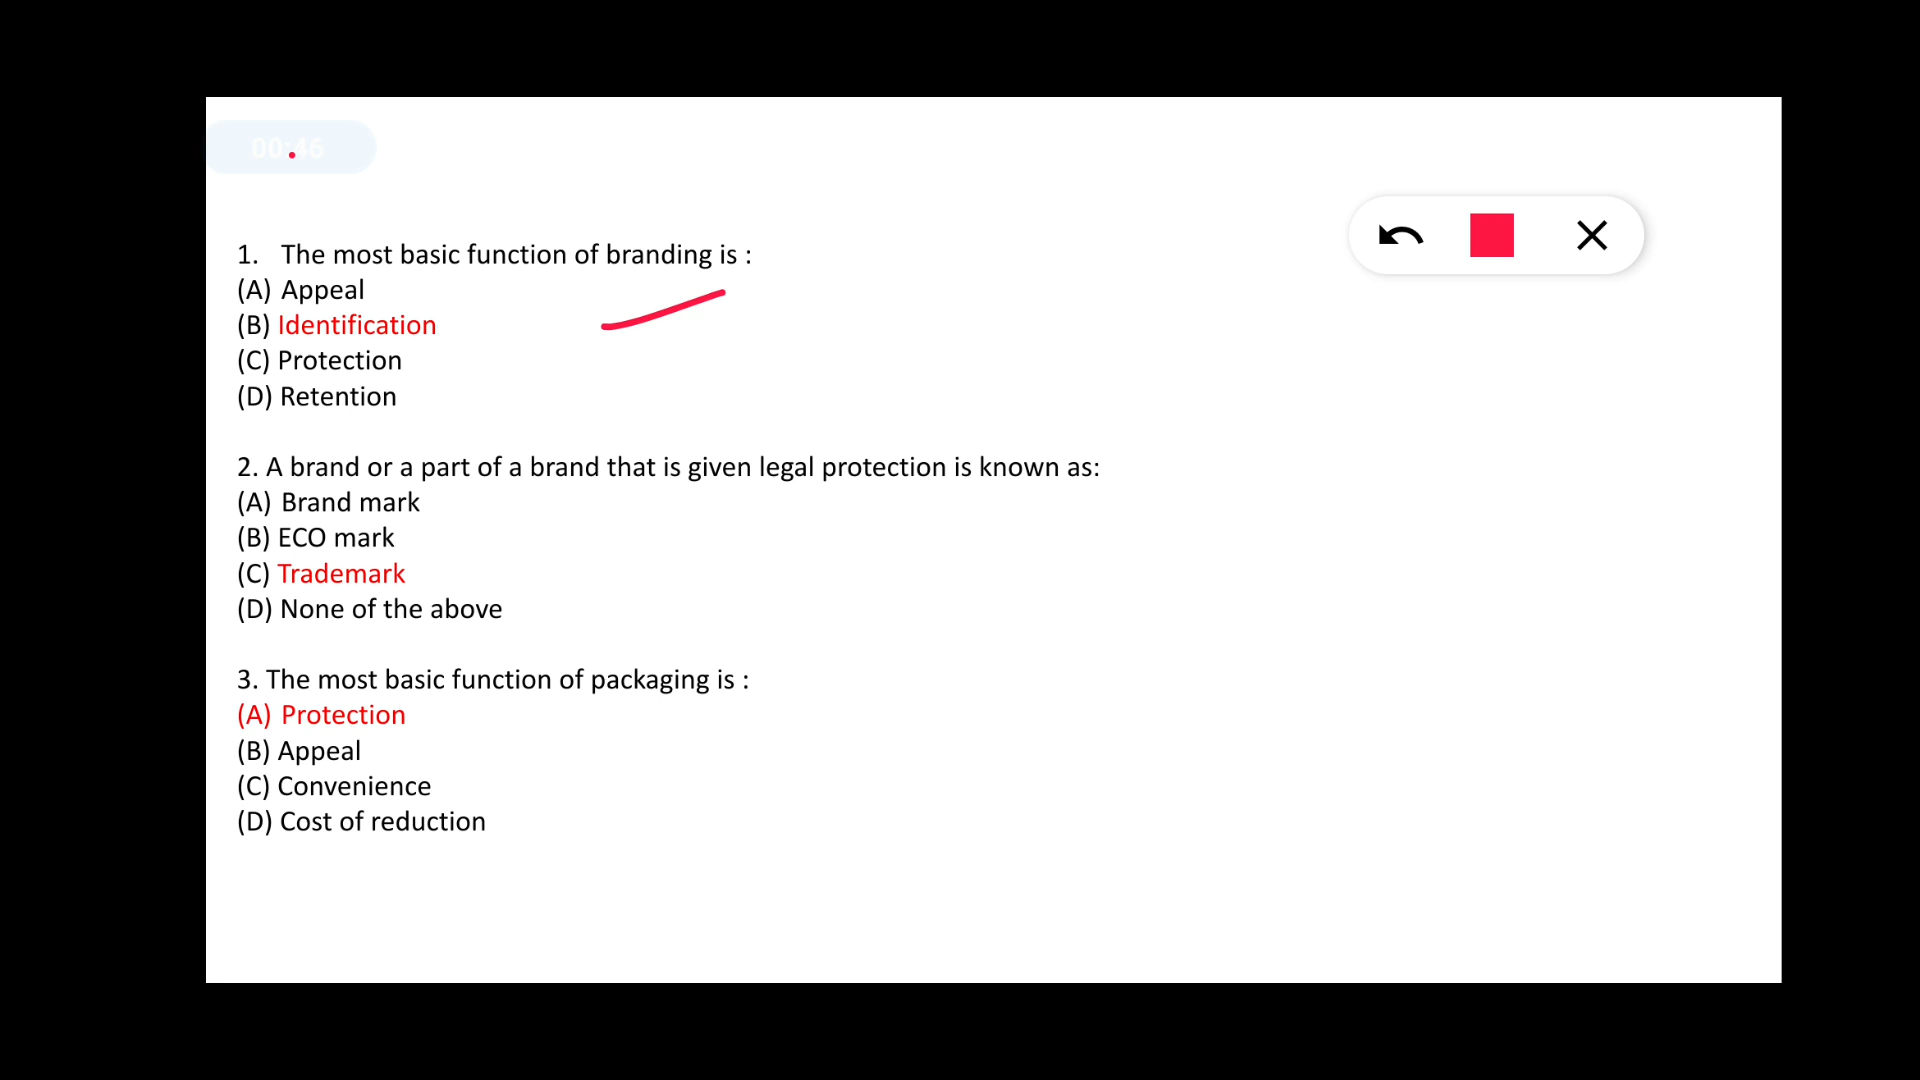 00:46
1. The most basic function of branding is :
(A) Appeal
(B) Identification
(C) Protection
(D) Retention
2. A brand or a part of a brand that is given legal protection is known as:
(A) Brand mark
(B) ECO mark
(C) Trademark
(D) None of the above
3. The most basic function of packaging is :
(A) Protection
(B) Appeal
(C) Convenience
(D) Cost of reduction